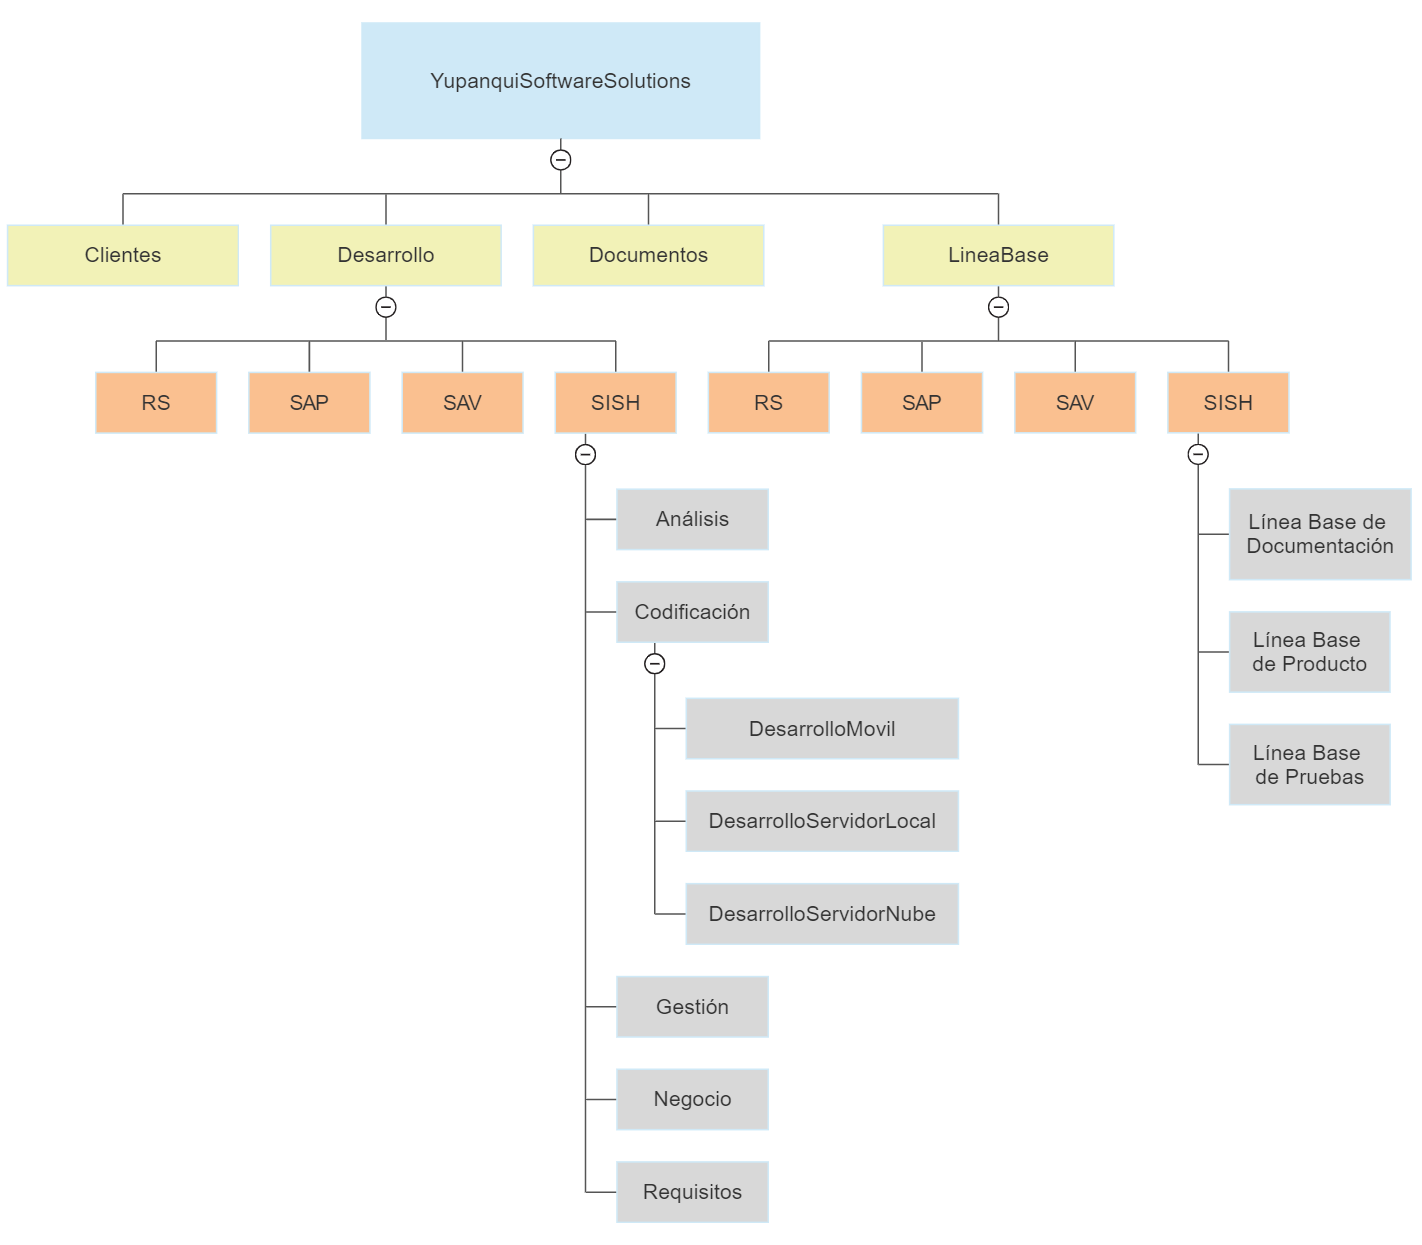 YupanquiSoftwareSolutions
Clientes
Desarrollo
Documentos
LineaBase
RS
SAP
SAV
SISH
RS
SAP
SAV
SISH
Análisis
Codificación
DesarrolloMovil
DesarrolloServidorLocal
DesarrolloServidorNube
Gestión
Negocio
Requisitos
Línea Base de
Documentación
Línea Base
de Producto
Línea Base
de Pruebas